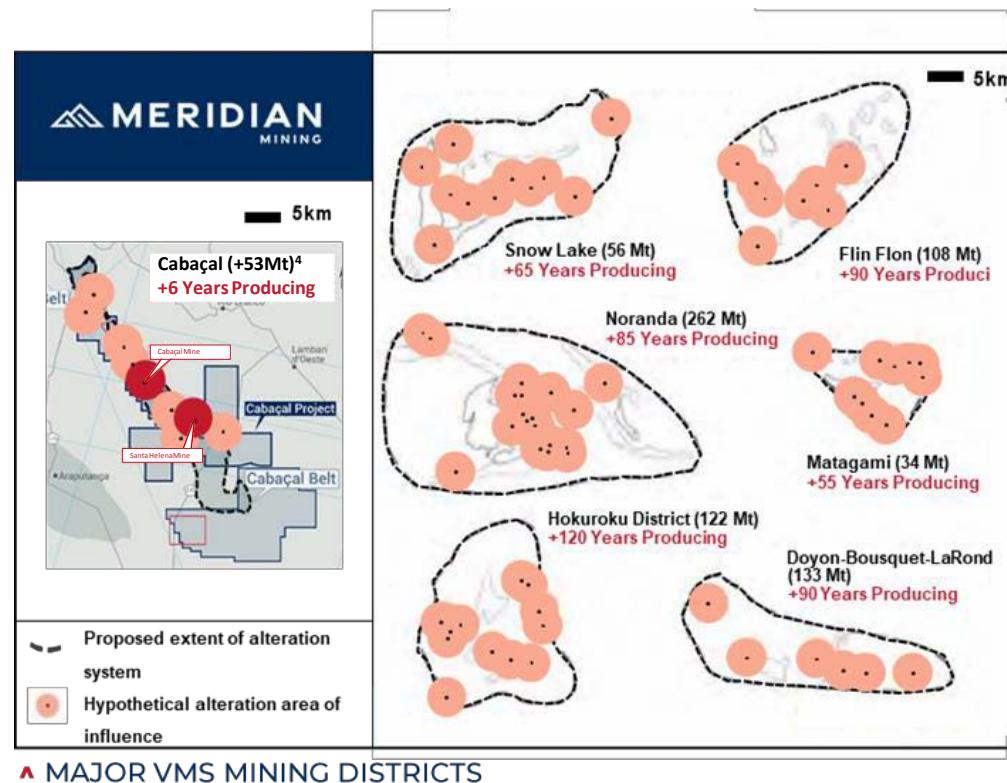 MERIDIAN
MINING
5km
Cabaçal (+53Mt)⁴
+6 Years Producing
Belt
Lamban
d'Oeste
Cabaçal Mine
Cabaçal Project
Santa Helena Mine
Araputanga
Cabaçal Belt
Proposed extent of alteration
system
Hypothetical alteration area of
influence
5km
Snow Lake (56 Mt)
+65 Years Producing
Flin Flon (108 Mt)
+90 Years Produci
Noranda (262 Mt)
+85 Years Producing
Matagami (34 Mt)
+55 Years Producing
Hokuroku District (122 Mt)
+120 Years Producing
Doyon-Bousquet-LaRond
(133 Mt)
+90 Years Producing
MAJOR VMS MINING DISTRICTS